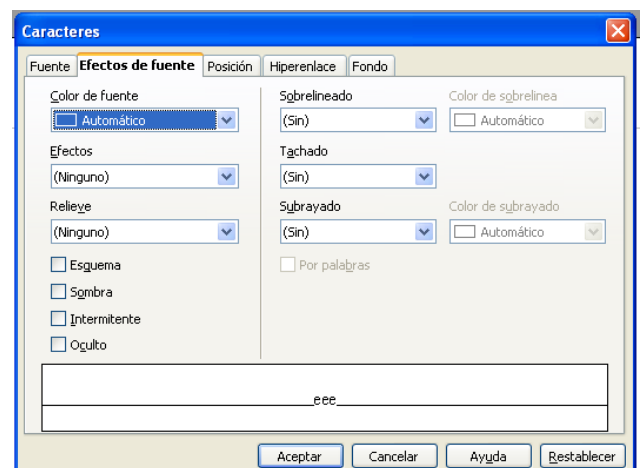 Caracteres
Fuente Efectos de fuente Posición Hiperenlace Fondo
Color de fuente Sobrelineado Color de sobrelinea
Automático (Sin) Automático
Efectos Tachado
(Ninguno) (Sin)
Relieve Subrayado Color de subrayado
(Ninguno) (Sin) Automático
Esquema Por palabras
Sombra
Intermitente
Oculto
eee
Aceptar Cancelar Ayuda Restablecer